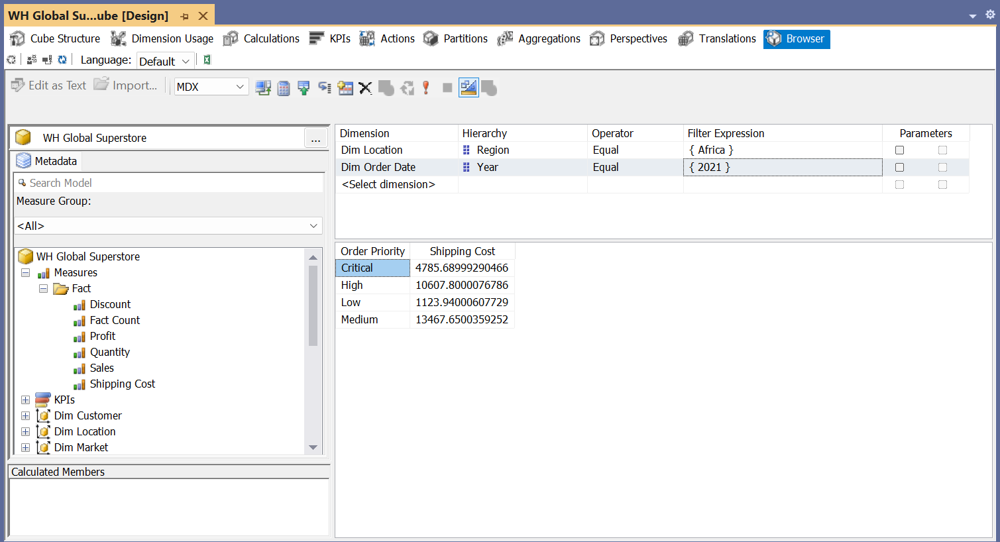 WH Global Su...ube [Design]
Cube Structure Dimension Usage Calculations KPIs Actions Partitions Aggregations Perspectives Translations Browser
Language: Default
Edit as Text Import... MDX
WH Global Superstore ...
Metadata
Search Model
Measure Group:
<All>
WH Global Superstore
Measures
Fact
Discount
Fact Count
Profit
Quantity
Sales
Shipping Cost
KPIs
Dim Customer
Dim Location
Dim Market
Calculated Members
Dimension Hierarchy Operator Filter Expression Parameters
Dim Location Region Equal { Africa }
Dim Order Date Year Equal { 2021 }
<Select dimension>
Order Priority Shipping Cost
Critical 4785.68999290466
High 10607.8000076786
Low 1123.94000607729
Medium 13467.6500359252